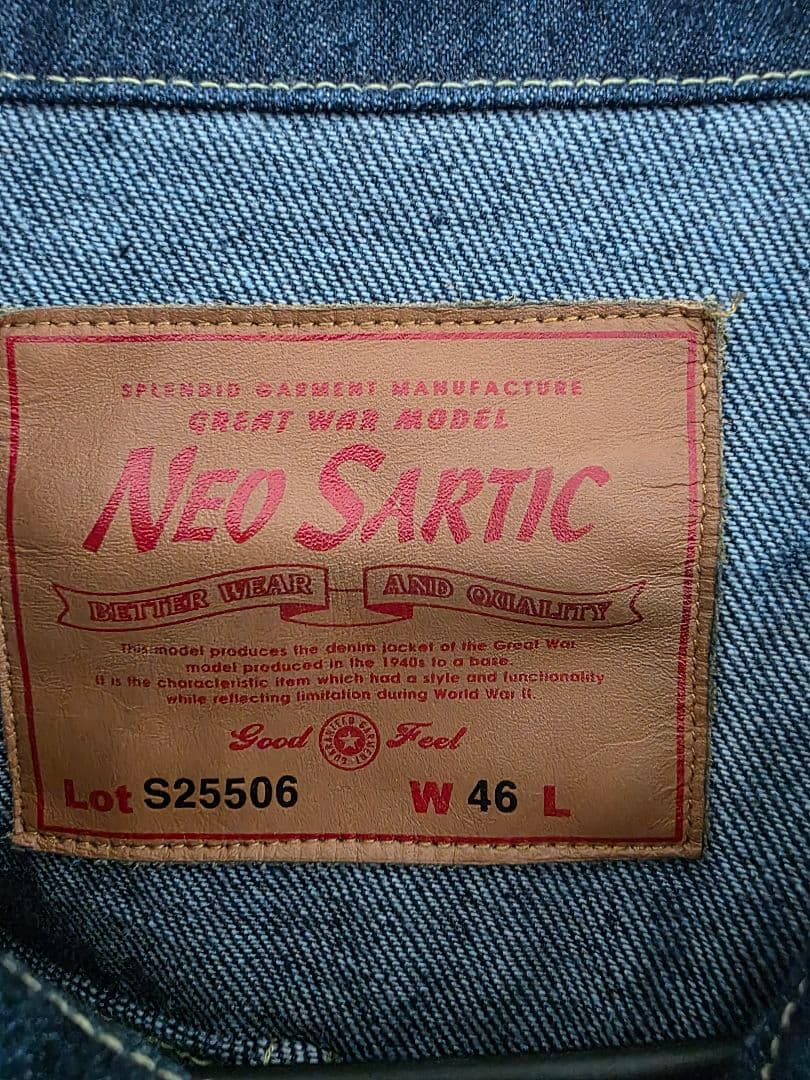 SPLENDID GARMENT MANUFACTURE
GREAT WAR MODEL
NEO SARTIC
BETTER WEAR AND QUALITY
This model produces the denim jacket of the Great War
model produced in the 1940s to a base.
It is the characteristic item which had a style and functionality
while reflecting limitation during World War II.
Good Feel
GUARANTEED GARMENT
Lot S25506 W 46 L